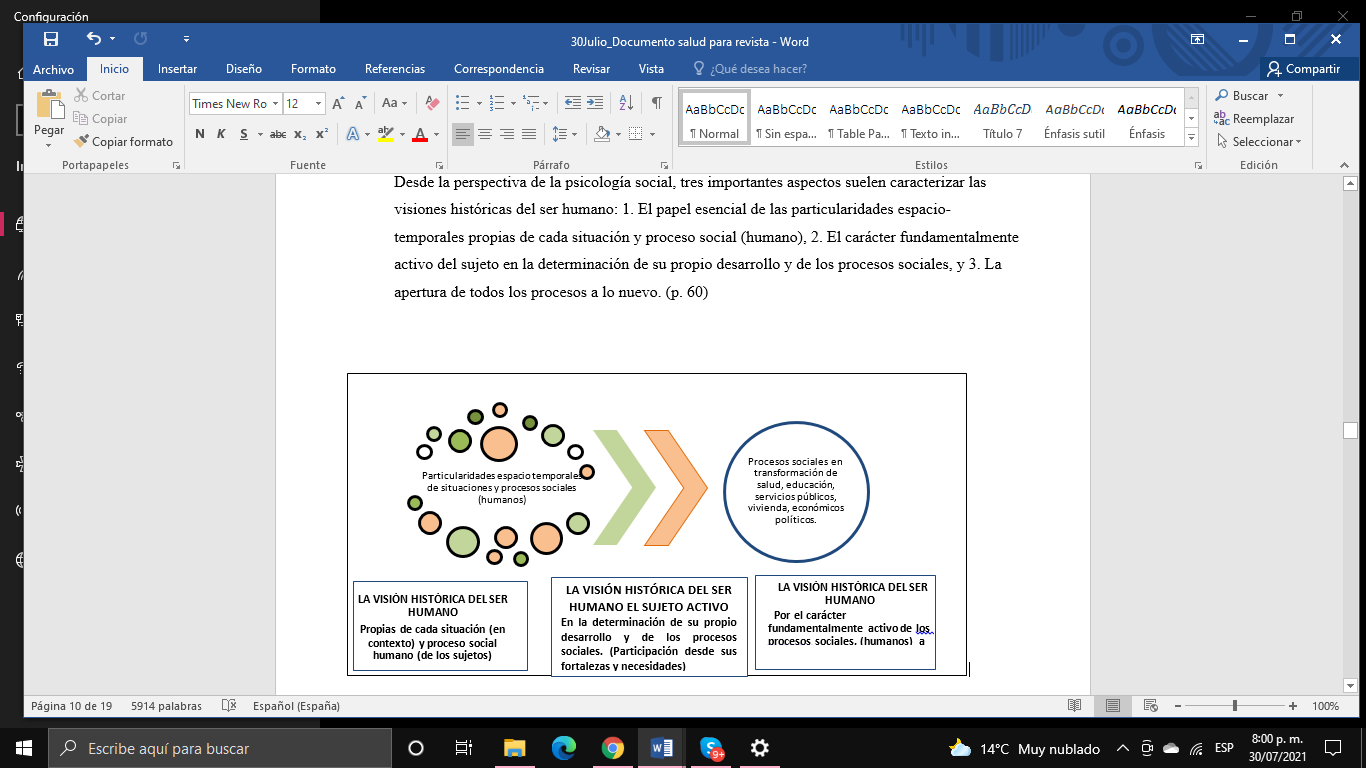 Configuración
30Julio_Documento salud para revista - Word
Archivo Inicio Insertar Diseño Formato Referencias Correspondencia Revisar Vista ¿Qué desea hacer? Compartir
Pegar
Cortar
Copiar
Copiar formato
Portapapeles
Times New Ro 12
N K S abc x₂ x²
Fuente
Párrafo
AaBbCcDc AaBbCcDc AaBbCcDc AaBbCcDc AaBbCcD AaBbCcDc AaBbCcDc
¶ Normal ¶ Sin espa... ¶ Table Pa... ¶ Texto in... Título 7 Énfasis sutil Énfasis
Estilos
Buscar
Reemplazar
Seleccionar
Edición
Desde la perspectiva de la psicología social, tres importantes aspectos suelen caracterizar las
visiones históricas del ser humano: 1. El papel esencial de las particularidades espacio-
temporales propias de cada situación y proceso social (humano), 2. El carácter fundamentalmente
activo del sujeto en la determinación de su propio desarrollo y de los procesos sociales, y 3. La
apertura de todos los procesos a lo nuevo. (p. 60)
Particularidades espacio temporales
de situaciones y procesos sociales
(humanos)
Procesos sociales en
transformación de
salud, educación,
servicios públicos,
vivienda, económicos
políticos.
LA VISIÓN HISTÓRICA DEL SER
HUMANO
Propias de cada situación (en
contexto) y proceso social
humano (de los sujetos)
LA VISIÓN HISTÓRICA DEL SER
HUMANO EL SUJETO ACTIVO
En la determinación de su propio
desarrollo y de los procesos
sociales. (Participación desde sus
fortalezas y necesidades)
LA VISIÓN HISTÓRICA DEL SER
HUMANO
Por el carácter
fundamentalmente activo de los
procesos sociales. (humanos) a
Página 10 de 19 5914 palabras Español (España) 100%
Escribe aquí para buscar
9+
14°C Muy nublado
ESP
8:00 p. m.
30/07/2021